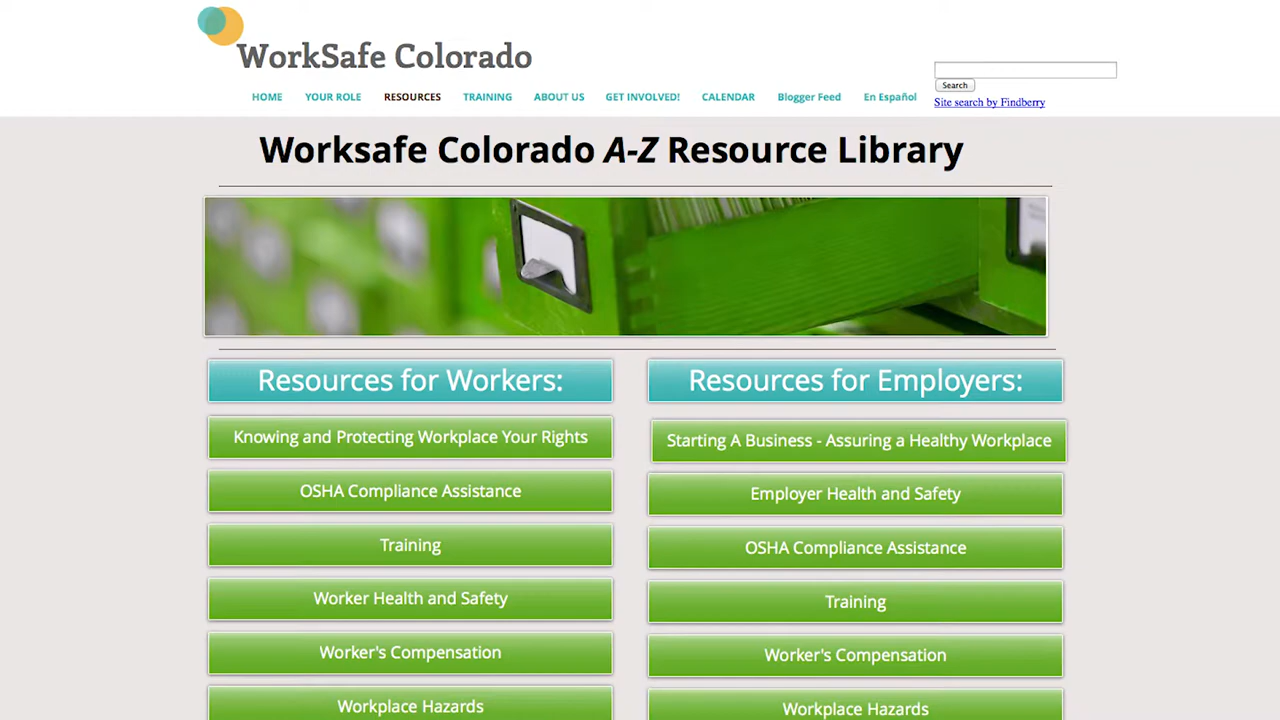 WorkSafe Colorado
HOME YOUR ROLE RESOURCES TRAINING ABOUT US GET INVOLVED! CALENDAR Blogger Feed En Español
Search
Site search by Findberry
Worksafe Colorado A-Z Resource Library
Resources for Workers:
Knowing and Protecting Workplace Your Rights
OSHA Compliance Assistance
Training
Worker Health and Safety
Worker's Compensation
Workplace Hazards
Resources for Employers:
Starting A Business - Assuring a Healthy Workplace
Employer Health and Safety
OSHA Compliance Assistance
Training
Worker's Compensation
Workplace Hazards